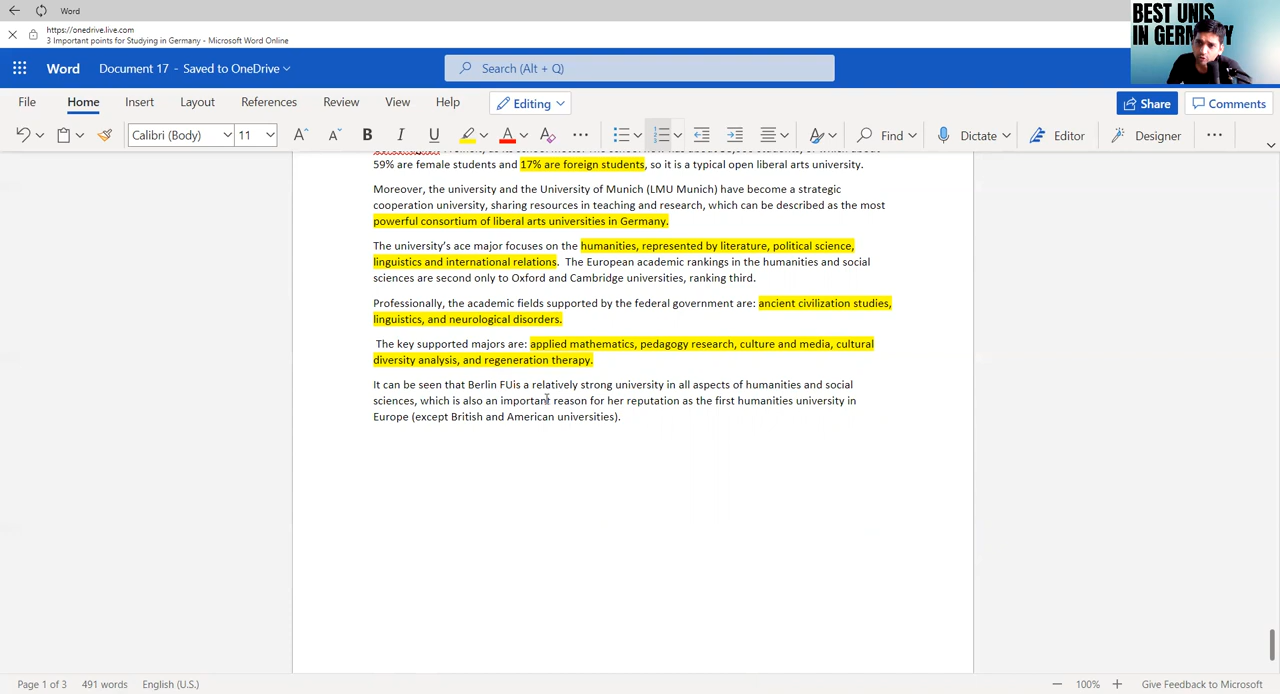 Word
https://onedrive.live.com
3 Important points for Studying in Germany - Microsoft Word Online
BEST UNIS
IN GERMANY
Word Document 17 - Saved to OneDrive Search (Alt + Q)
File Home Insert Layout References Review View Help Editing Share Comments
Calibri (Body) 11 A A B I U A A Find Dictate Editor Designer
59% are female students and 17% are foreign students, so it is a typical open liberal arts university.
Moreover, the university and the University of Munich (LMU Munich) have become a strategic
cooperation university, sharing resources in teaching and research, which can be described as the most
powerful consortium of liberal arts universities in Germany.
The university's ace major focuses on the humanities, represented by literature, political science,
linguistics and international relations.  The European academic rankings in the humanities and social
sciences are second only to Oxford and Cambridge universities, ranking third.
Professionally, the academic fields supported by the federal government are: ancient civilization studies,
linguistics, and neurological disorders.
The key supported majors are: applied mathematics, pedagogy research, culture and media, cultural
diversity analysis, and regeneration therapy.
It can be seen that Berlin FUis a relatively strong university in all aspects of humanities and social
sciences, which is also an important reason for her reputation as the first humanities university in
Europe (except British and American universities).
Page 1 of 3 491 words English (U.S.) 100% Give Feedback to Microsoft